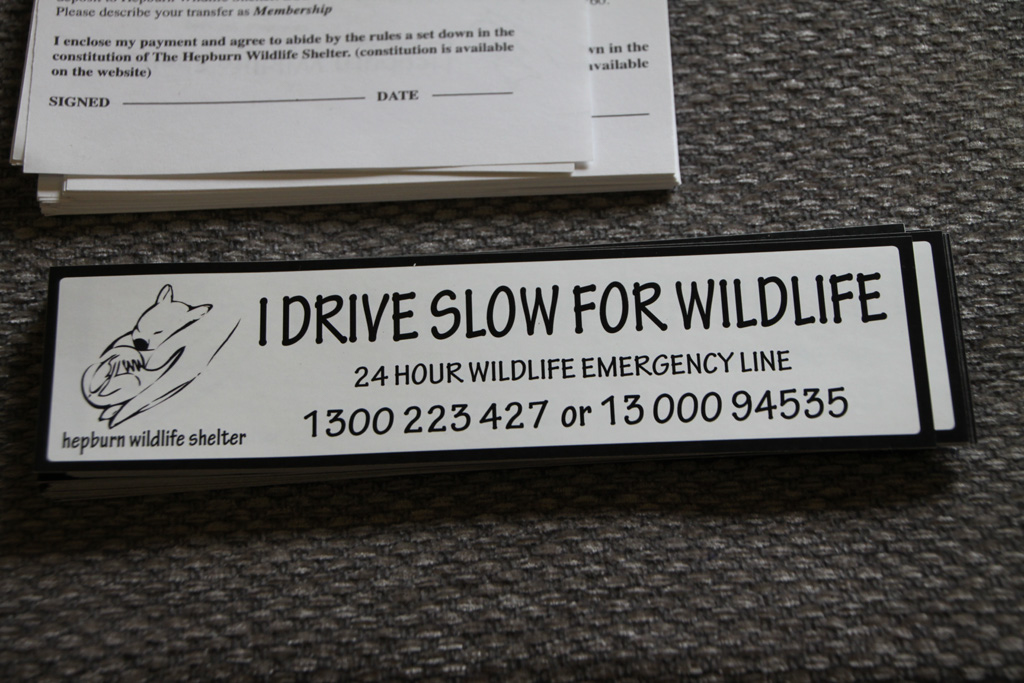 Please describe your transfer as Membership
I enclose my payment and agree to abide by the rules a set down in the
constitution of The Hepburn Wildlife Shelter. (constitution is available
on the website)
SIGNED DATE
vn in the
available
I DRIVE SLOW FOR WILDLIFE
24 HOUR WILDLIFE EMERGENCY LINE
1300 223 427 or 13 000 94535
hepburn wildlife shelter